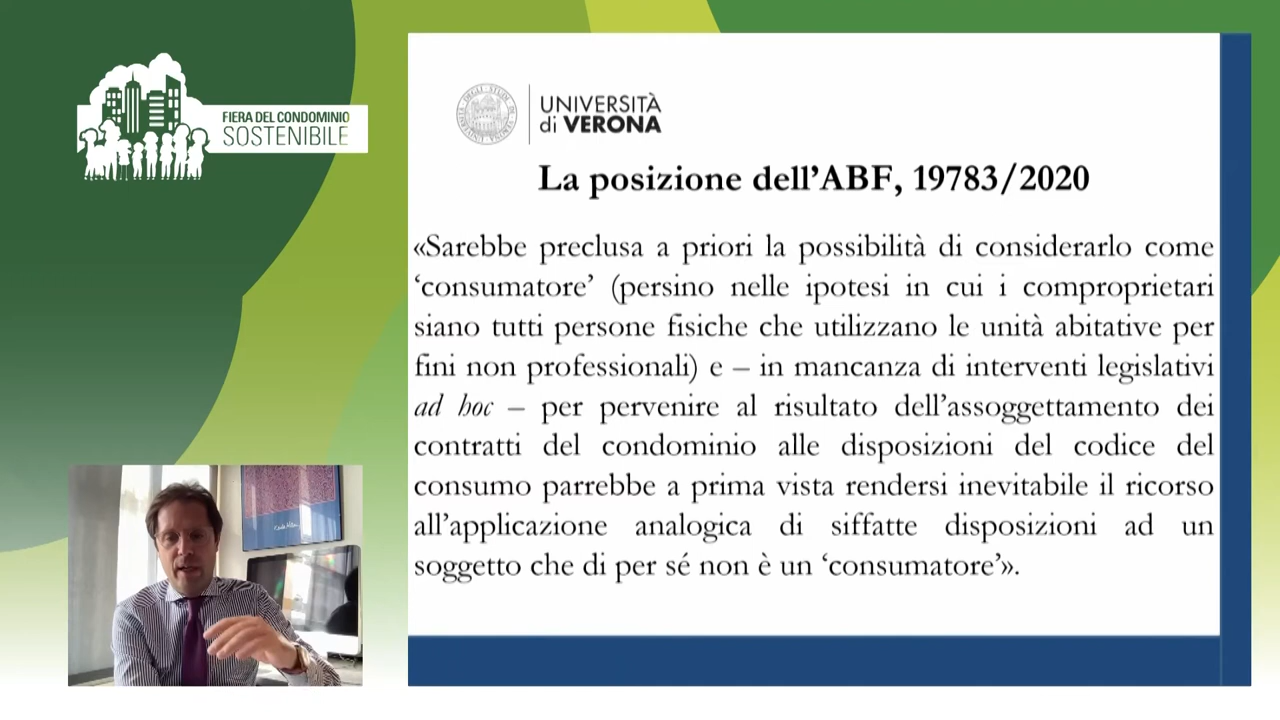 FIERA DEL CONDOMINIO
SOSTENIBILE
UNIVERSITÀ
di VERONA
La posizione dell’ABF, 19783/2020
«Sarebbe preclusa a priori la possibilità di considerarlo come
‘consumatore’ (persino nelle ipotesi in cui i comproprietari
siano tutti persone fisiche che utilizzano le unità abitative per
fini non professionali) e – in mancanza di interventi legislativi
ad hoc – per pervenire al risultato dell’assoggettamento dei
contratti del condominio alle disposizioni del codice del
consumo parrebbe a prima vista rendersi inevitabile il ricorso
all’applicazione analogica di siffatte disposizioni ad un
soggetto che di per sé non è un ‘consumatore’».